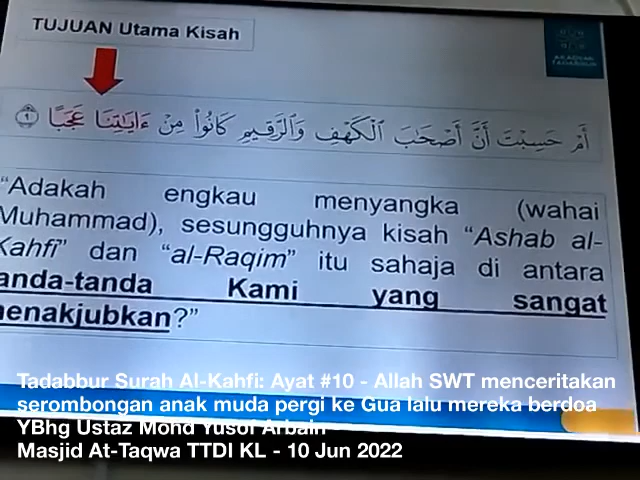 TUJUAN Utama Kisah
AKADEMI
TADABBUR
أَمْ حَسِبْتَ أَنَّ أَصْحَٰبَ ٱلْكَهْفِ وَٱلرَّقِيمِ كَانُوا۟ مِنْ ءَايَٰتِنَا عَجَبًا ٩
"Adakah engkau menyangka (wahai
Muhammad), sesungguhnya kisah "Ashab al-
Kahfi" dan "al-Raqim" itu sahaja di antara
anda-tanda Kami yang sangat
enakjubkan?"
Tadabbur Surah Al-Kahfi: Ayat #10 - Allah SWT menceritakan
serombongan anak muda pergi ke Gua lalu mereka berdoa
YBhg Ustaz Mohd Yusof Arbain
Masjid At-Taqwa TTDI KL - 10 Jun 2022